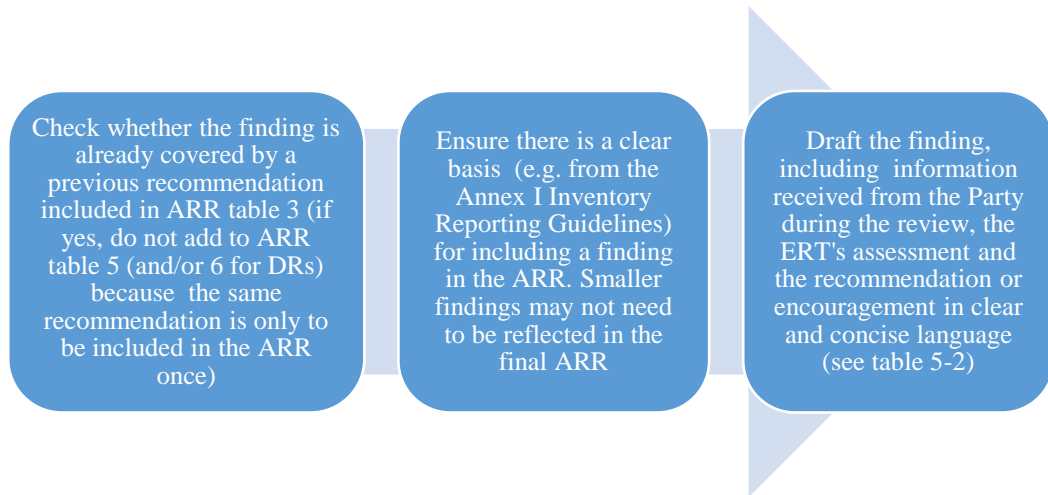 Check whether the finding is
already covered by a
previous recommendation
included in ARR table 3 (if
yes, do not add to ARR
table 5 (and/or 6 for DRs)
because the same
recommendation is only to
be included in the ARR
once)
Ensure there is a clear
basis (e.g. from the
Annex I Inventory
Reporting Guidelines)
for including a finding
in the ARR. Smaller
findings may not need
to be reflected in the
final ARR
Draft the finding,
including information
received from the Party
during the review, the
ERT's assessment and
the recommendation or
encouragement in clear
and concise language
(see table 5-2)